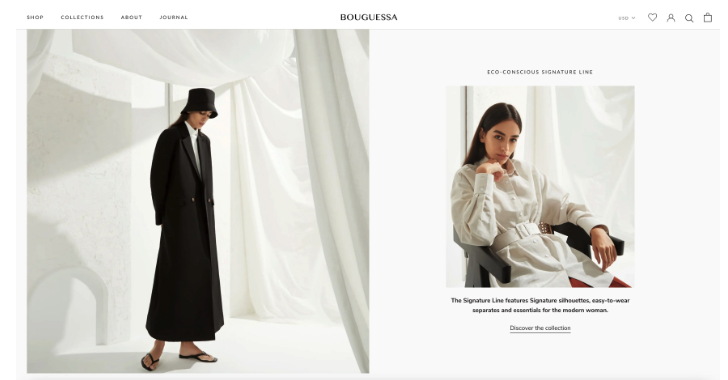 SHOP COLLECTIONS ABOUT JOURNAL BOUGUESSA USD
ECO-CONSCIOUS SIGNATURE LINE
The Signature Line features Signature silhouettes, easy-to-wear
separates and essentials for the modern woman.
Discover the collection